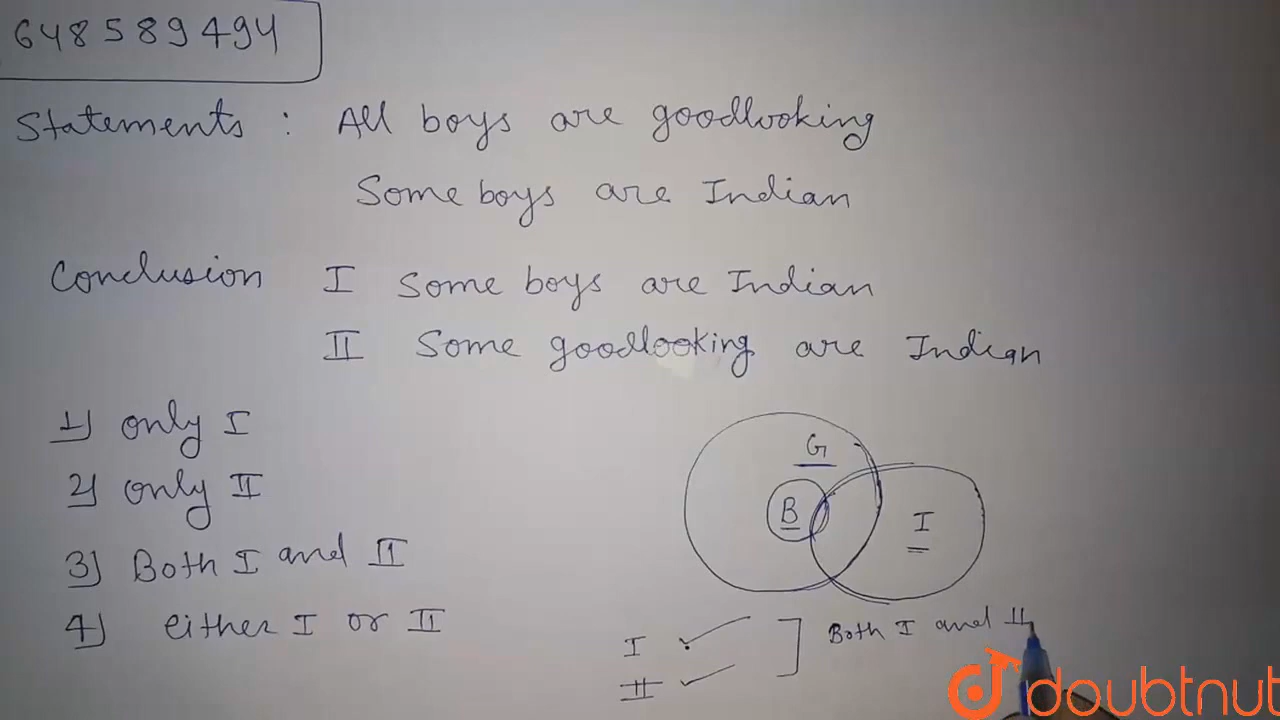 648589494
Statements : All boys are goodlooking
Some boys are Indian
Conclusion I Some boys are Indian
II Some goodlooking are Indian
1) only I
2) only II
3) Both I and II
4) either I or II
G
B
I
I
II
Both I and II
doubtnut